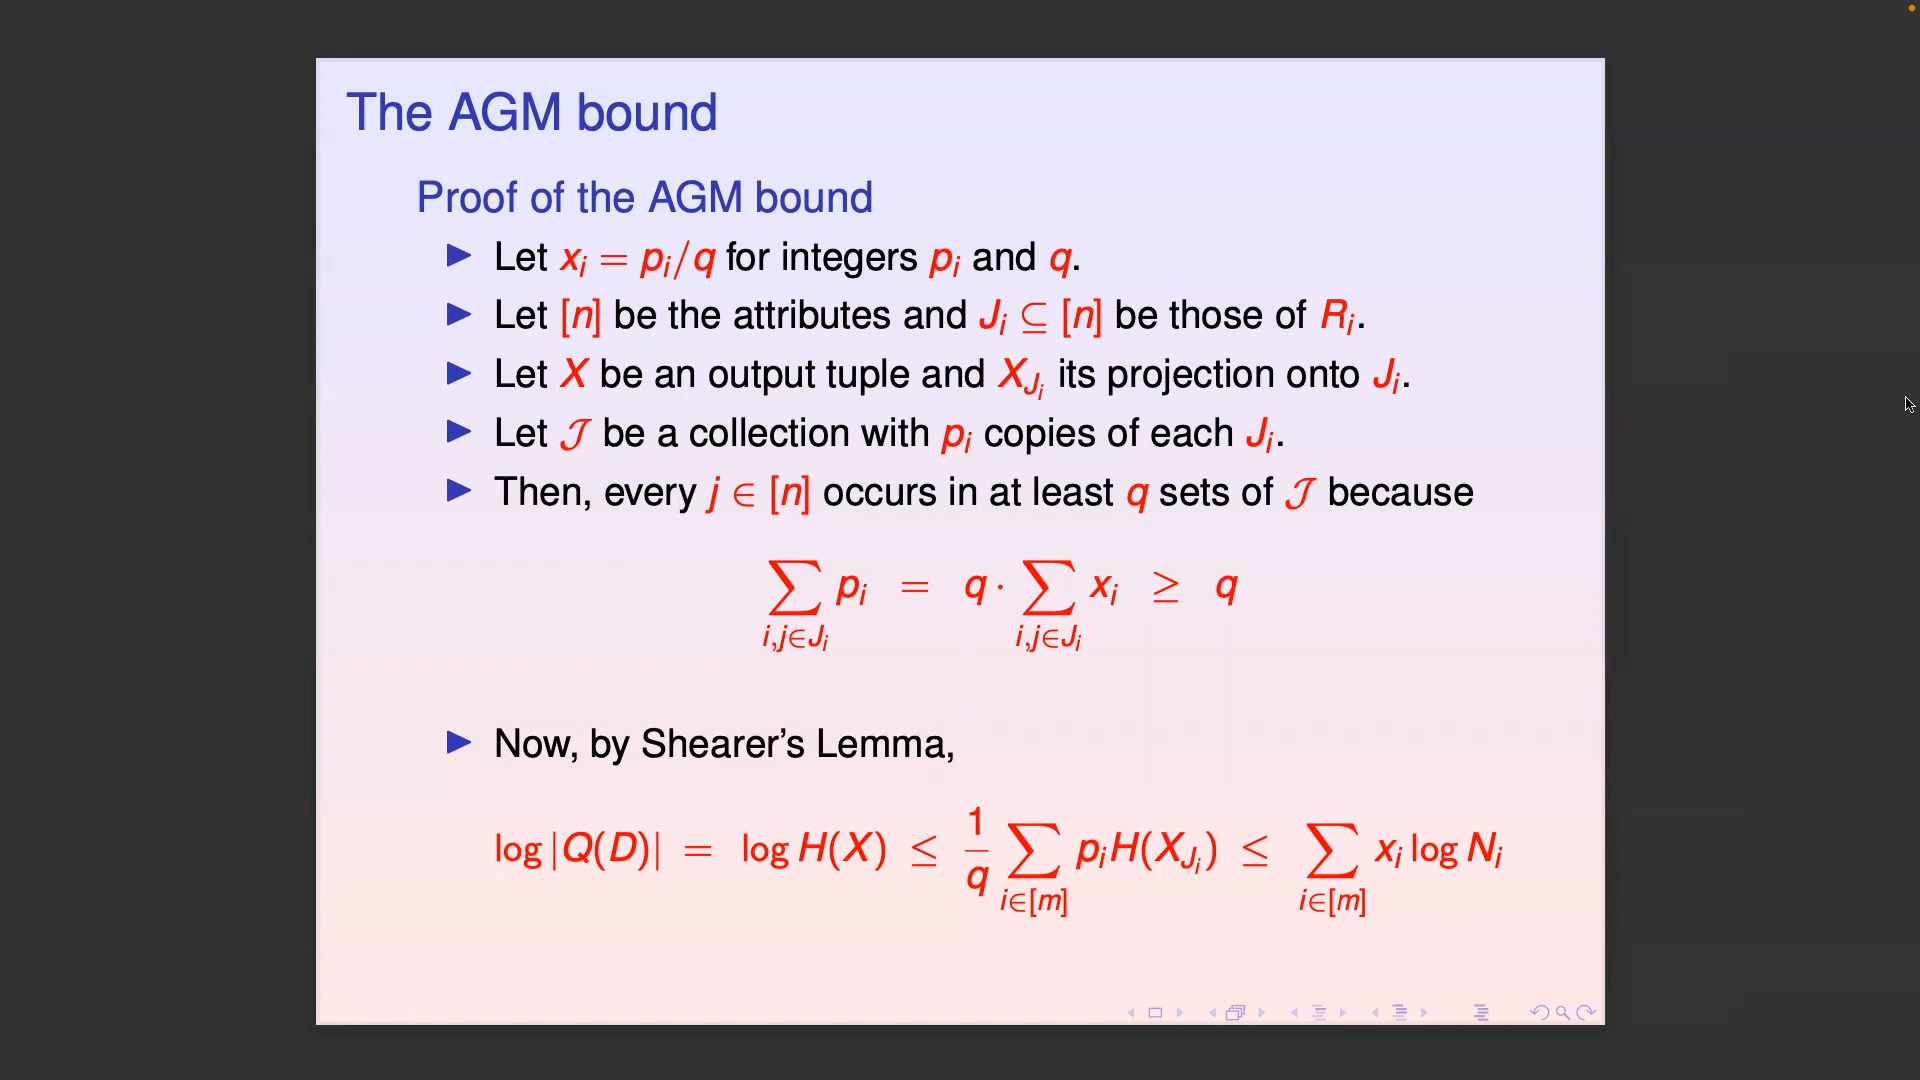 The AGM bound
Proof of the AGM bound
▶ Let x_i = p_i/q for integers p_i and q.
▶ Let [n] be the attributes and J_i ⊆ [n] be those of R_i.
▶ Let X be an output tuple and X_{J_i} its projection onto J_i.
▶ Let 𝒥 be a collection with p_i copies of each J_i.
▶ Then, every j ∈ [n] occurs in at least q sets of 𝒥 because
∑_{i,j∈J_i} p_i = q · ∑_{i,j∈J_i} x_i ≥ q
▶ Now, by Shearer’s Lemma,
log |Q(D)| = log H(X) ≤ 1/q ∑_{i∈[m]} p_i H(X_{J_i}) ≤ ∑_{i∈[m]} x_i log N_i